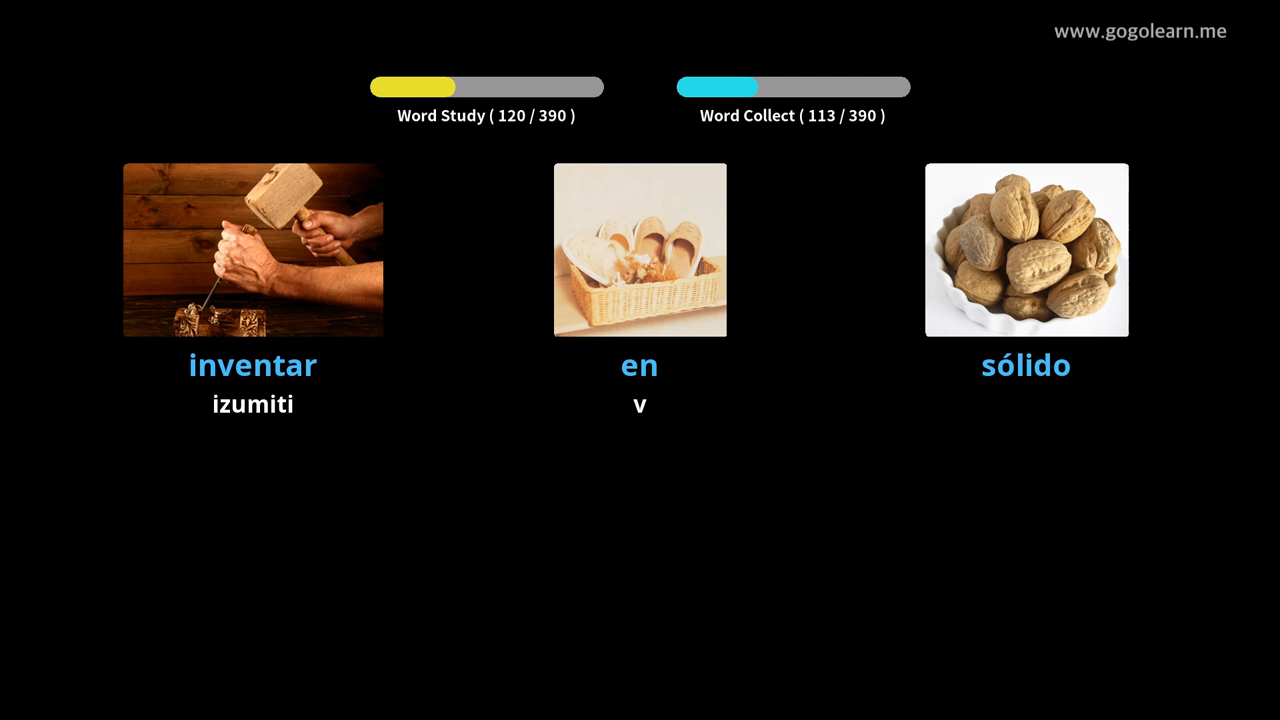 www.gogolearn.me
Word Study ( 120 / 390 )
Word Collect ( 113 / 390 )
inventar
en
sólido
izumiti
v